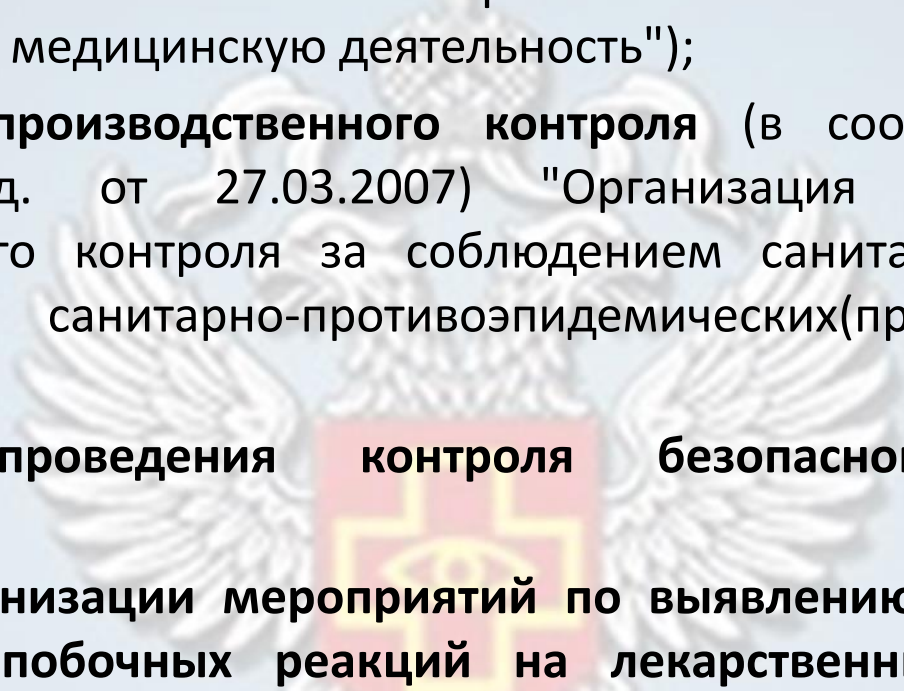 медицинскую деятельность");
производственного контроля (в соо
д. от 27.03.2007) "Организация
го контроля за соблюдением санита
санитарно-противоэпидемических(пр
проведения контроля безопасно
низации мероприятий по выявлению
побочных реакций на лекарственн